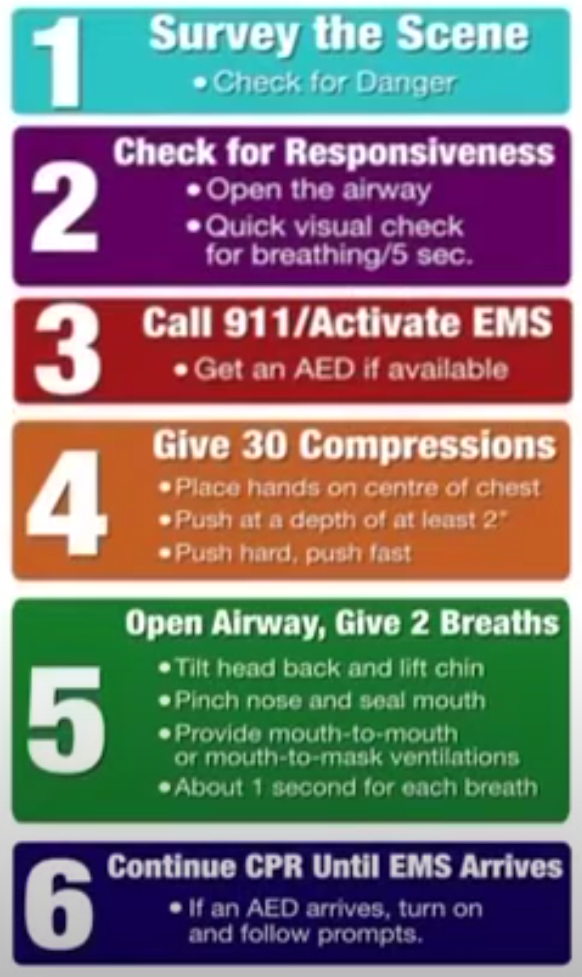 1
Survey the Scene
• Check for Danger
2
Check for Responsiveness
• Open the airway
• Quick visual check
for breathing/5 sec.
3
Call 911/Activate EMS
• Get an AED if available
4
Give 30 Compressions
• Place hands on centre of chest
• Push at a depth of at least 2"
• Push hard, push fast
5
Open Airway, Give 2 Breaths
• Tilt head back and lift chin
• Pinch nose and seal mouth
• Provide mouth-to-mouth
or mouth-to-mask ventilations
• About 1 second for each breath
6
Continue CPR Until EMS Arrives
• If an AED arrives, turn on
and follow prompts.